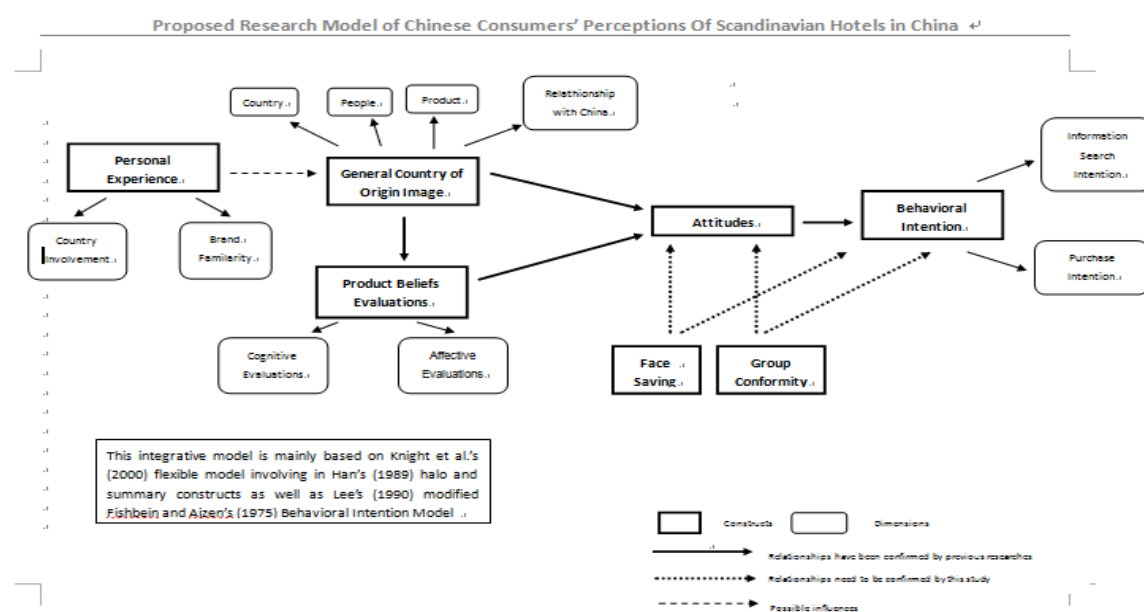 Proposed Research Model of Chinese Consumers' Perceptions Of Scandinavian Hotels in China
Country
People
Product
Relathionship
with China
Personal
Experience
General Country of
Origin Image
Country
Involvement
Brand
Familarity
Product Beliefs
Evaluations
Cognitive
Evaluations
Affective
Evaluations
Attitudes
Behavioral
Intention
Information
Search
Intention
Purchase
Intention
Face
Saving
Group
Conformity
This integrative model is mainly based on Knight et al.'s
(2000) flexible model involving in Han's (1989) halo and
summary constructs as well as Lee's (1990) modified
Fishbein and Aizen's (1975) Behavioral Intention Model
Constructs
Dimensions
Relationships have been confirmed by previous researches
Relationships need to be confirmed by this study
Possible influences